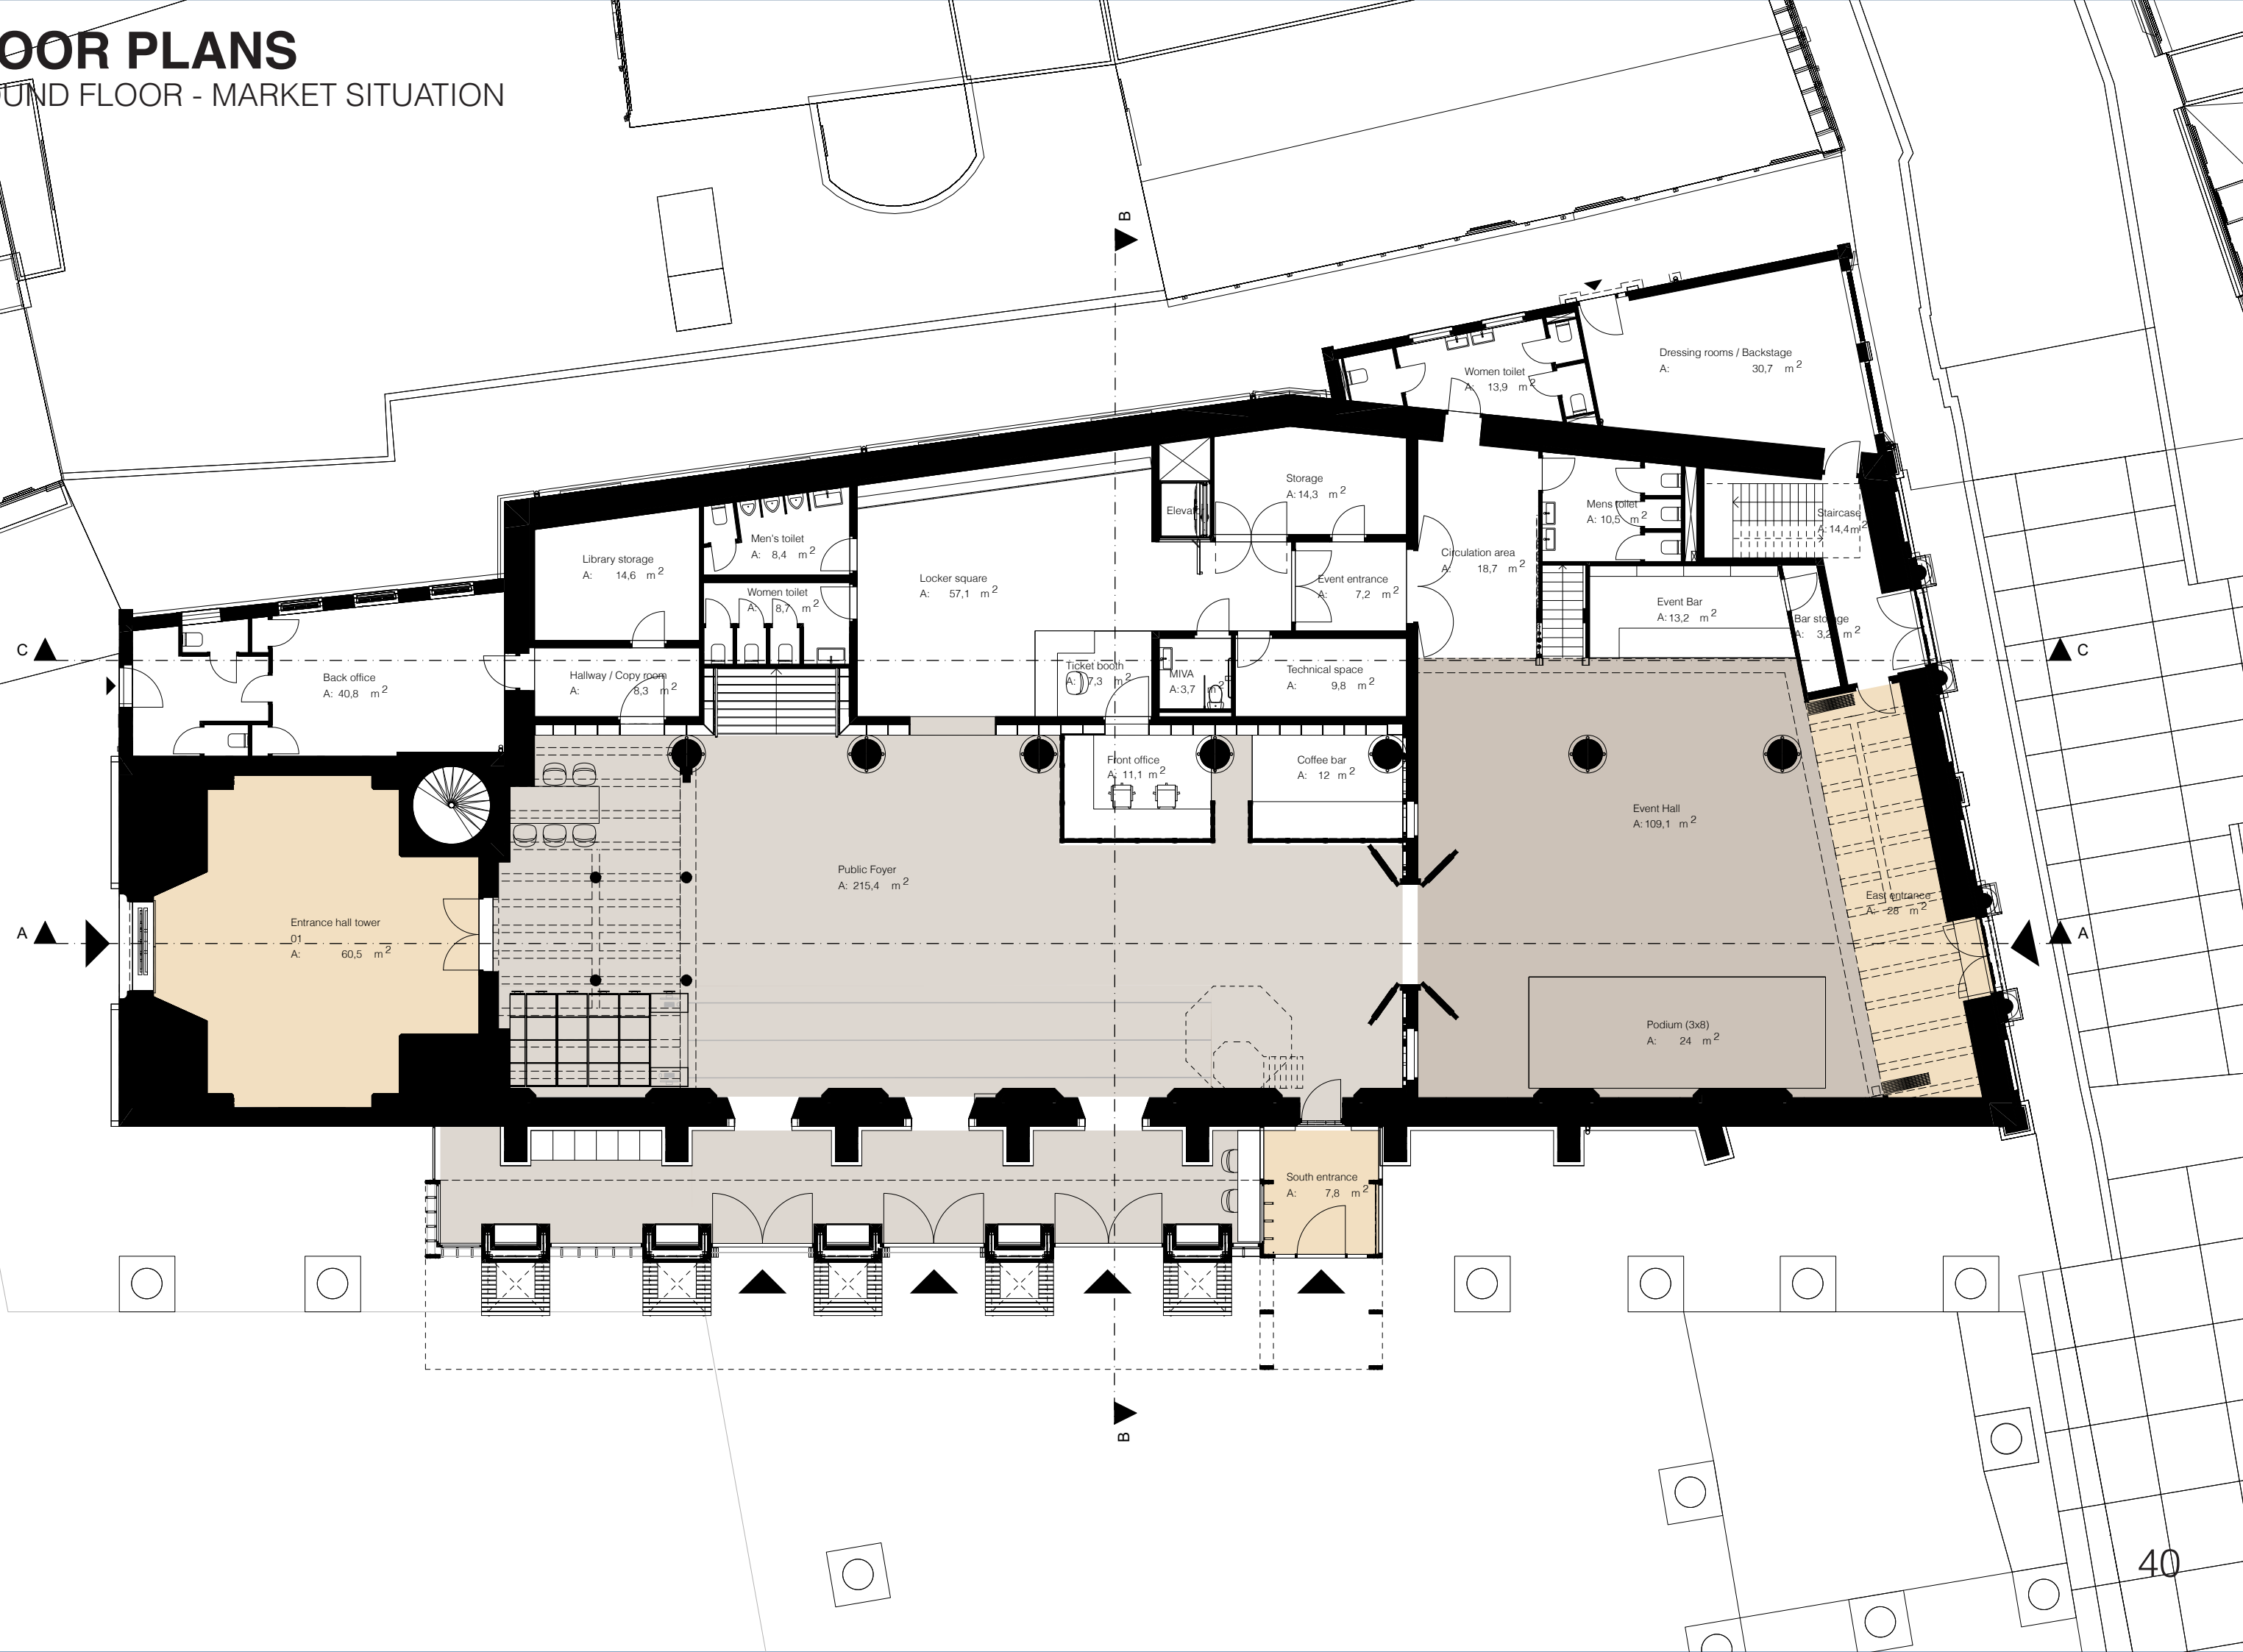 OOR PLANS
UND FLOOR - MARKET SITUATION
B
Dressing rooms / Backstage
A: 30,7 m2
Women toilet
A: 13,9 m2
Storage
A: 14,3 m2
Elevat
Mens toilet
A: 10,5 m2
Staircase
A: 14,4 m2
Men's toilet
A: 8,4 m2
Library storage
A: 14,6 m2
Circulation area
A: 18,7 m2
Locker square
A: 57,1 m2
Event entrance
A: 7,2 m2
Women toilet
A: 8,7 m2
Event Bar
A: 13,2 m2
Bar storage
A: 3,2 m2
C
C
Ticket booth
A: 7,3 m2
MIVA
A: 3,7 m2
Technical space
A: 9,8 m2
Back office
A: 40,8 m2
Hallway / Copy room
A: 8,3 m2
Front office
A: 11,1 m2
Coffee bar
A: 12 m2
Event Hall
A: 109,1 m2
Public Foyer
A: 215,4 m2
East entrance
A: 28 m2
Entrance hall tower
01
A: 60,5 m2
A
A
Podium (3x8)
A: 24 m2
South entrance
A: 7,8 m2
B
40